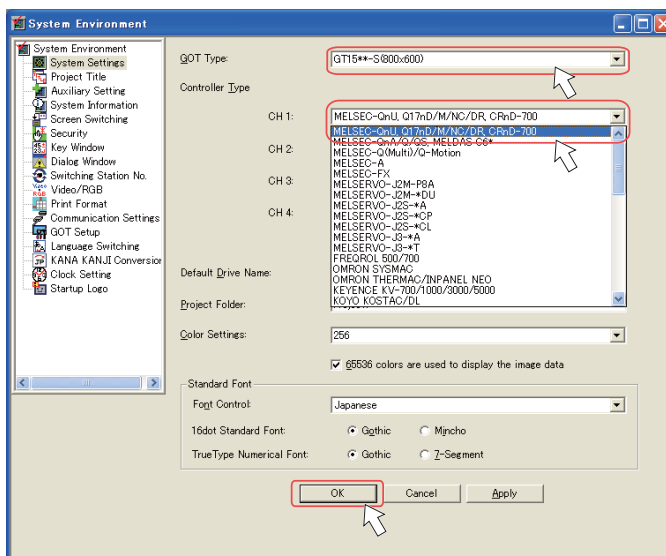 System Environment
System Environment
System Settings
Project Title
Auxiliary Setting
System Information
Screen Switching
Security
Key Window
Dialog Window
Switching Station No.
Video/RGB
Print Format
Communication Settings
GOT Setup
Language Switching
KANA KANJI Conversior
Clock Setting
Startup Logo
GOT Type:
GT15**-S(800x600)
Controller Type
CH 1:
MELSEC-QnU, Q17nD/M/NC/DR, CRnD-700
MELSEC-QnU, Q17nD/M/NC/DR, CRnD-700
MELSEC-QnA/Q/QS, MELDAS C6*
MELSEC-Q(Multi)/Q-Motion
MELSEC-A
MELSEC-FX
MELSERVO-J2M-P8A
MELSERVO-J2M-*DU
MELSERVO-J2S-*A
MELSERVO-J2S-*CP
MELSERVO-J2S-*CL
MELSERVO-J3-*A
MELSERVO-J3-*T
FREQROL 500/700
OMRON SYSMAC
OMRON THERMAC/INPANEL NEO
KEYENCE KV-700/1000/3000/5000
KOYO KOSTAC/DL
CH 2:
CH 3:
CH 4:
Default Drive Name:
Project Folder:
Color Settings:
256
65536 colors are used to display the image data
Standard Font
Font Control:
Japanese
16dot Standard Font:
Gothic
Mincho
TrueType Numerical Font:
Gothic
7-Segment
OK
Cancel
Apply